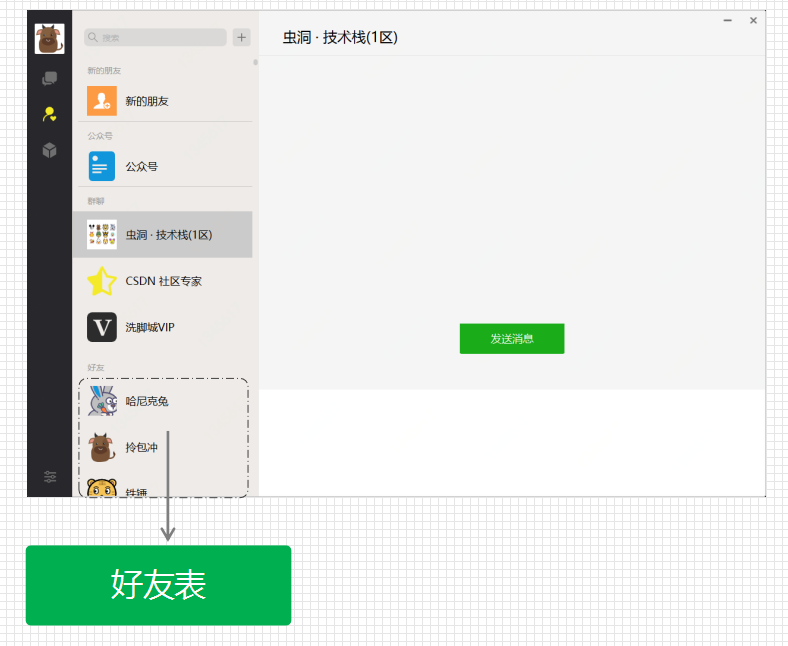 搜索
虫洞 · 技术栈(1区)
新的朋友
新的朋友
公众号
公众号
群聊
虫洞 · 技术栈(1区)
CSDN 社区专家
V
洗脚城VIP
发送消息
好友
哈尼克兔
拎包冲
铁锤
好友表